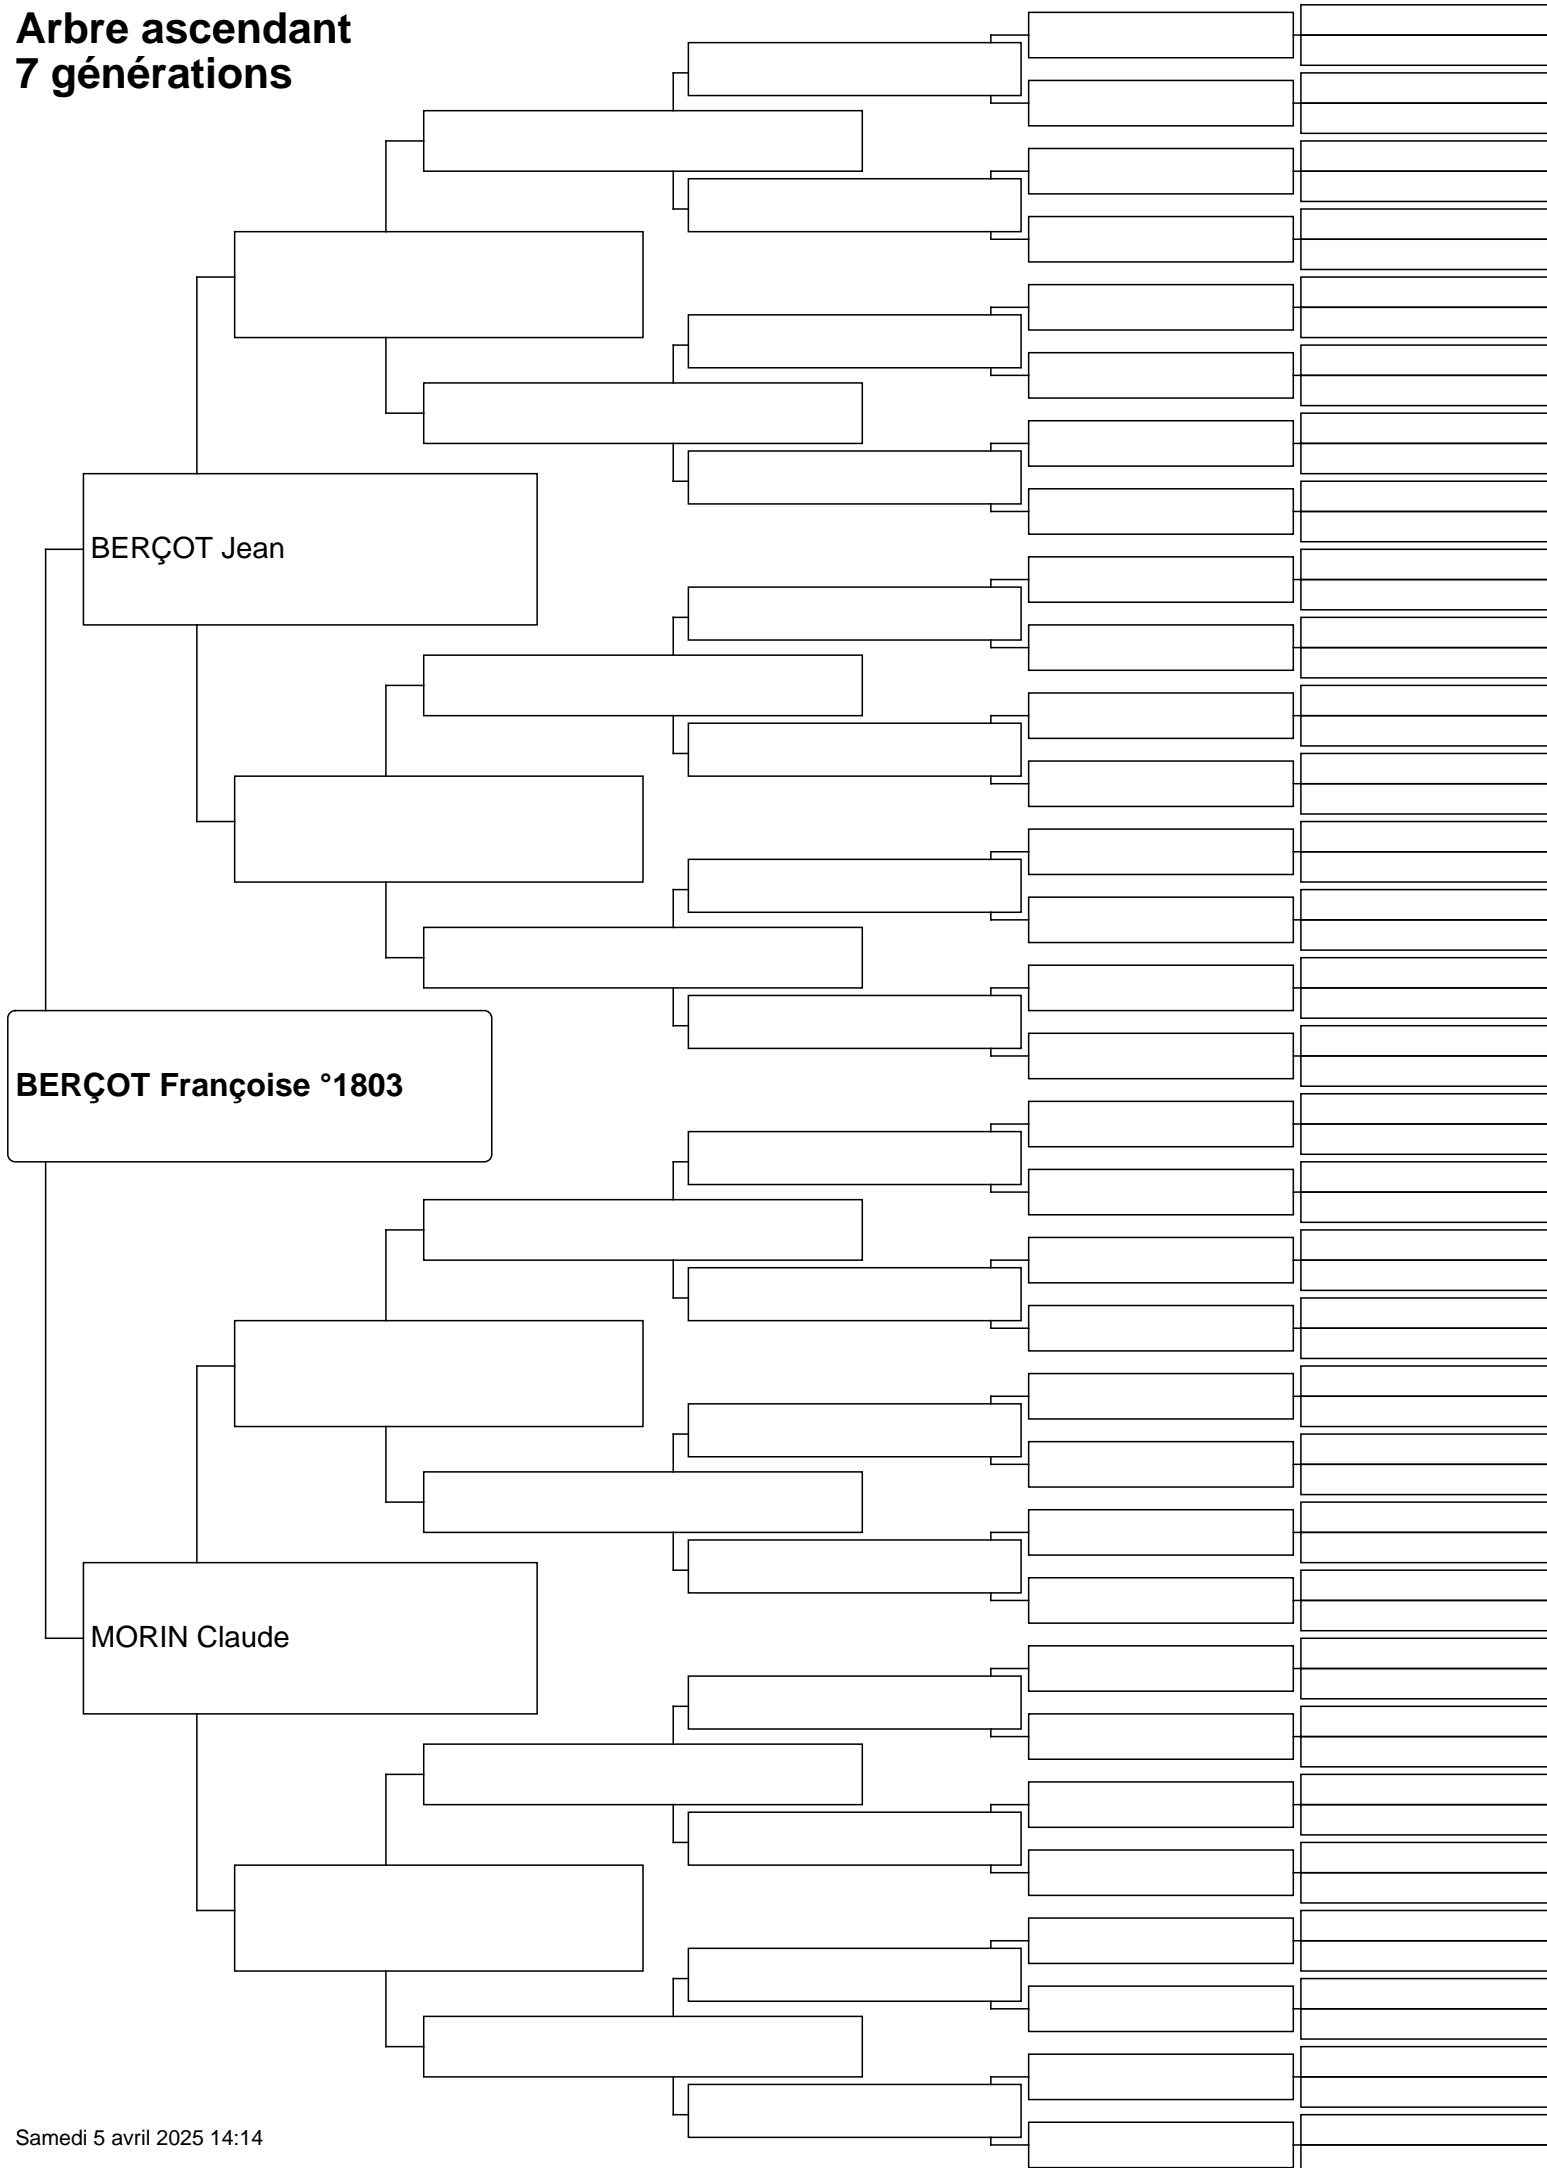 Arbre ascendant
7 générations
BERÇOT Jean
BERÇOT Françoise °1803
MORIN Claude
Samedi 5 avril 2025 14:14